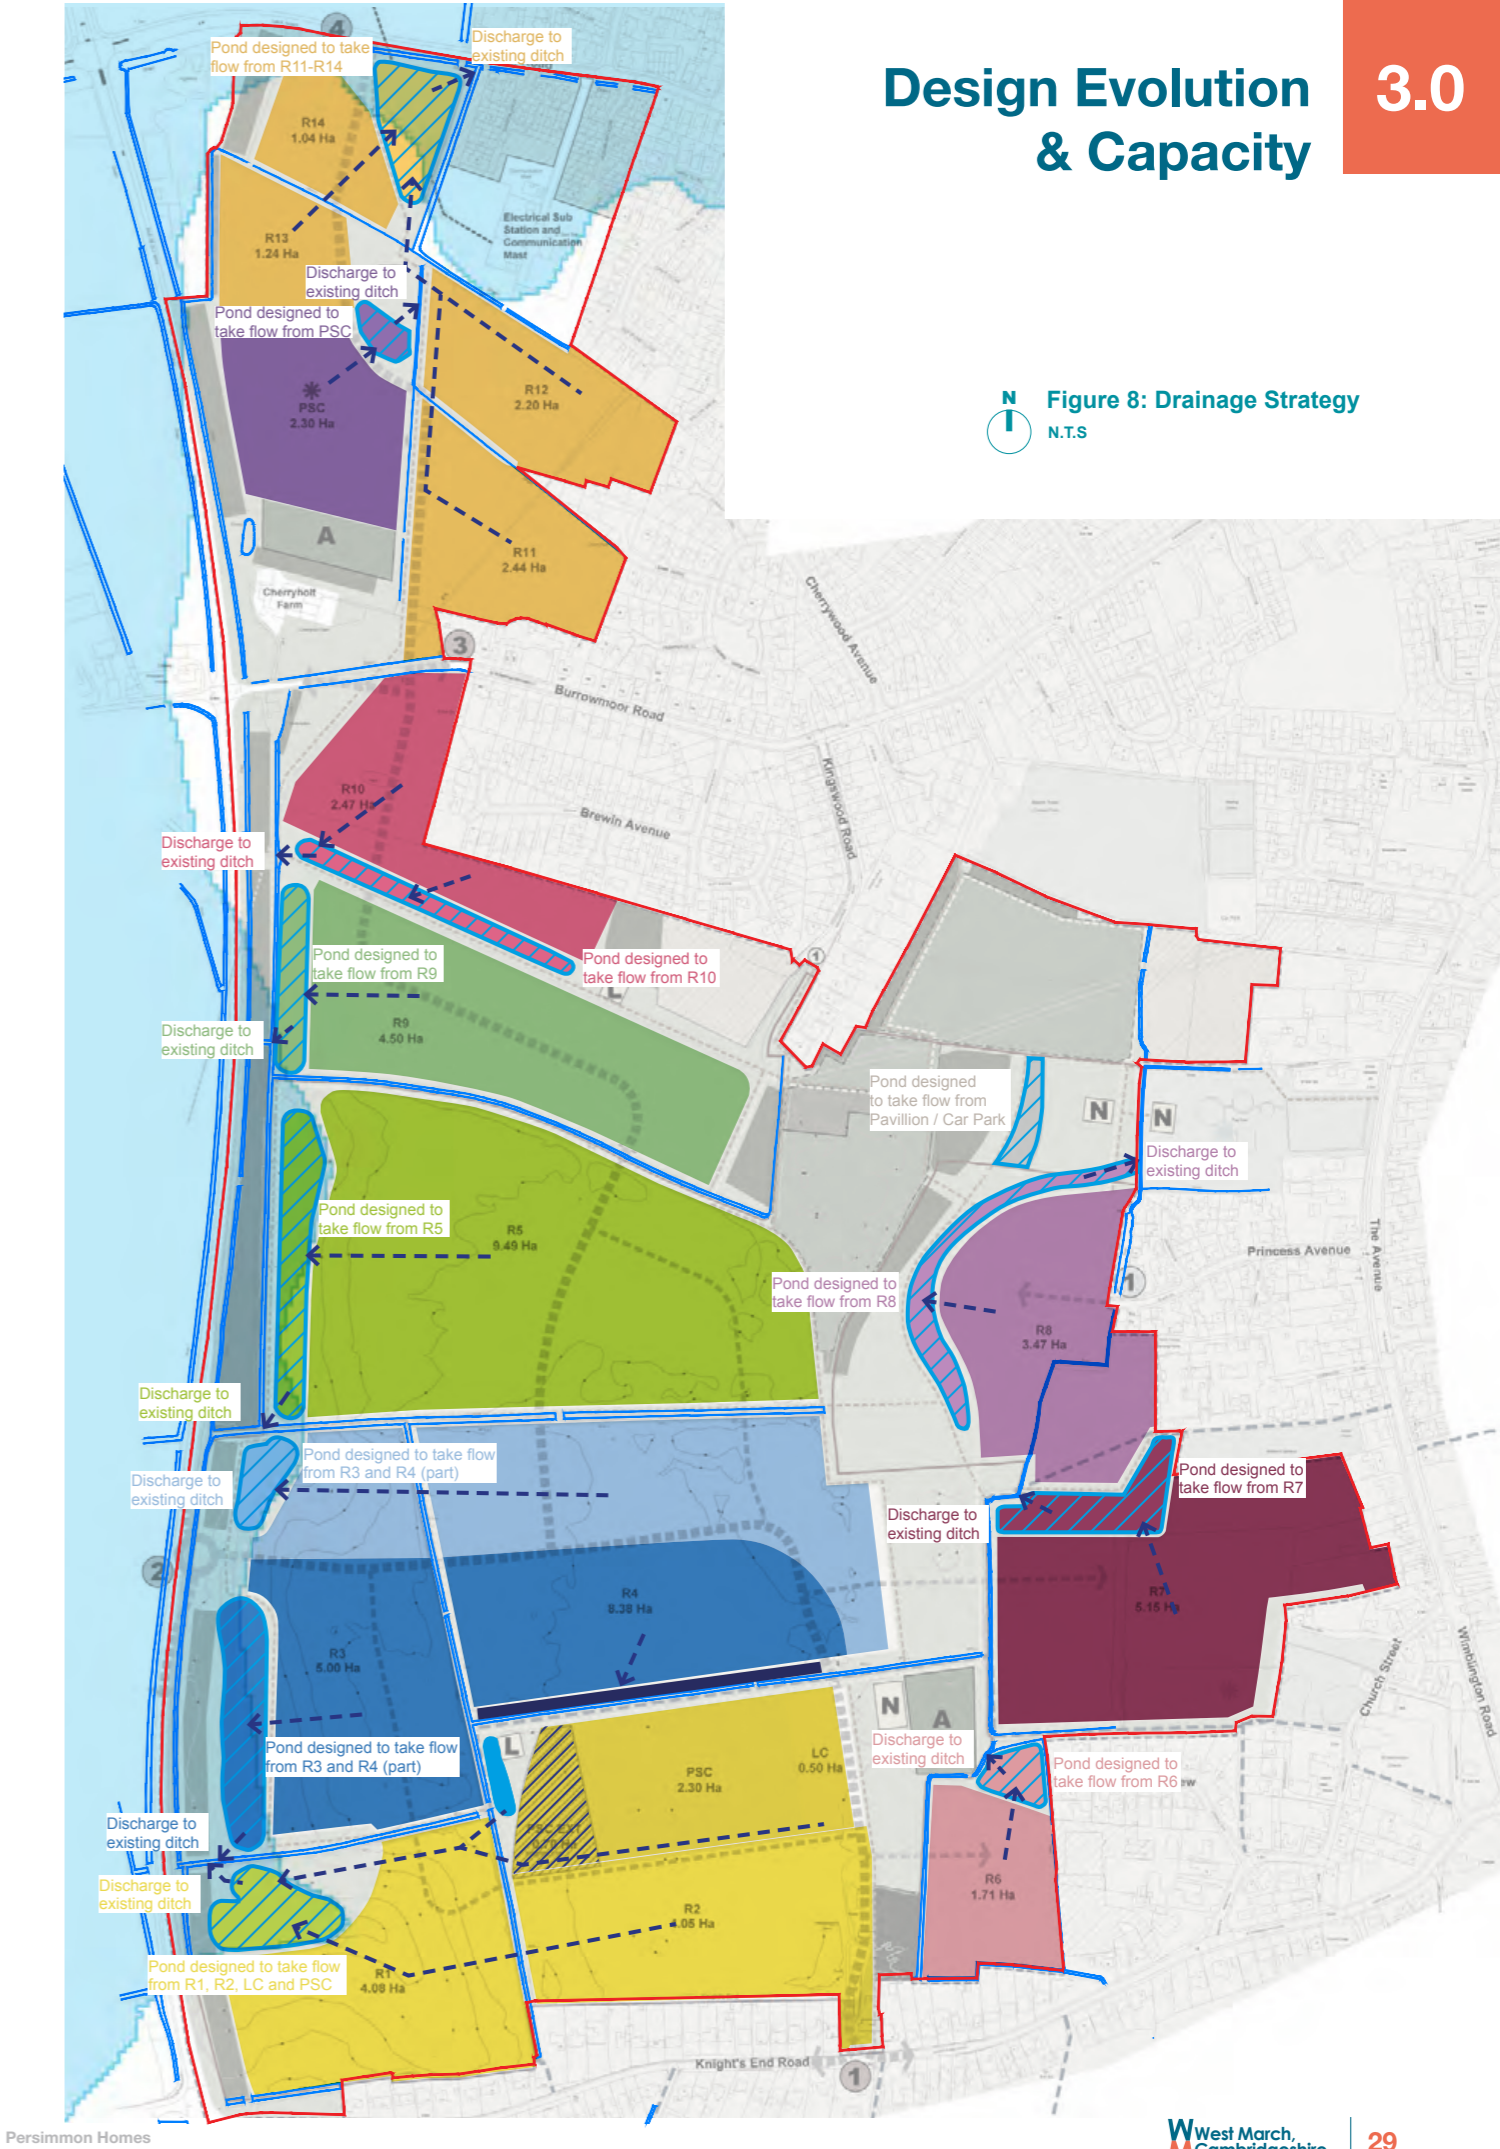 Design Evolution
& Capacity
3.0
N
Figure 8: Drainage Strategy
N.T.S
4
Pond designed to take
flow from R11-R14
Discharge to
existing ditch
R14
1.04 Ha
Electrical Sub
Station and
Communication
Mast
R13
1.24 Ha
Discharge to
existing ditch
Pond designed to
take flow from PSC
R12
2.20 Ha
PSC
2.30 Ha
A
R11
2.44 Ha
Cherryholt
Farm
Cherrywood Avenue
3
Burrowmoor Road
Kingswood Road
R10
2.47 Ha
Brewin Avenue
Discharge to
existing ditch
Pond designed to
take flow from R9
Pond designed to
take flow from R10
L
1
R9
4.50 Ha
Discharge to
existing ditch
Pond designed
to take flow from
Pavillion / Car Park
N
N
Discharge to
existing ditch
Pond designed to
take flow from R5
R5
9.49 Ha
The Avenue
Princess Avenue
Pond designed to
take flow from R8
1
R8
3.47 Ha
Discharge to
existing ditch
Pond designed to take flow
from R3 and R4 (part)
Discharge to
existing ditch
Pond designed to
take flow from R7
Discharge to
existing ditch
2
R4
8.38 Ha
R7
5.15 Ha
R3
5.00 Ha
Church Street
Wimblington Road
N
A
Discharge to
existing ditch
Pond designed to take flow
from R3 and R4 (part)
L
LC
0.50 Ha
PSC
2.30 Ha
Pond designed to
take flow from R6
ew
Discharge to
existing ditch
PSC EXT
Discharge to
existing ditch
R6
1.71 Ha
R2
4.05 Ha
Pond designed to take flow
from R1, R2, LC and PSC
R1
4.08 Ha
Knight's End Road
1
Persimmon Homes
West March,
Cambridgeshire
29